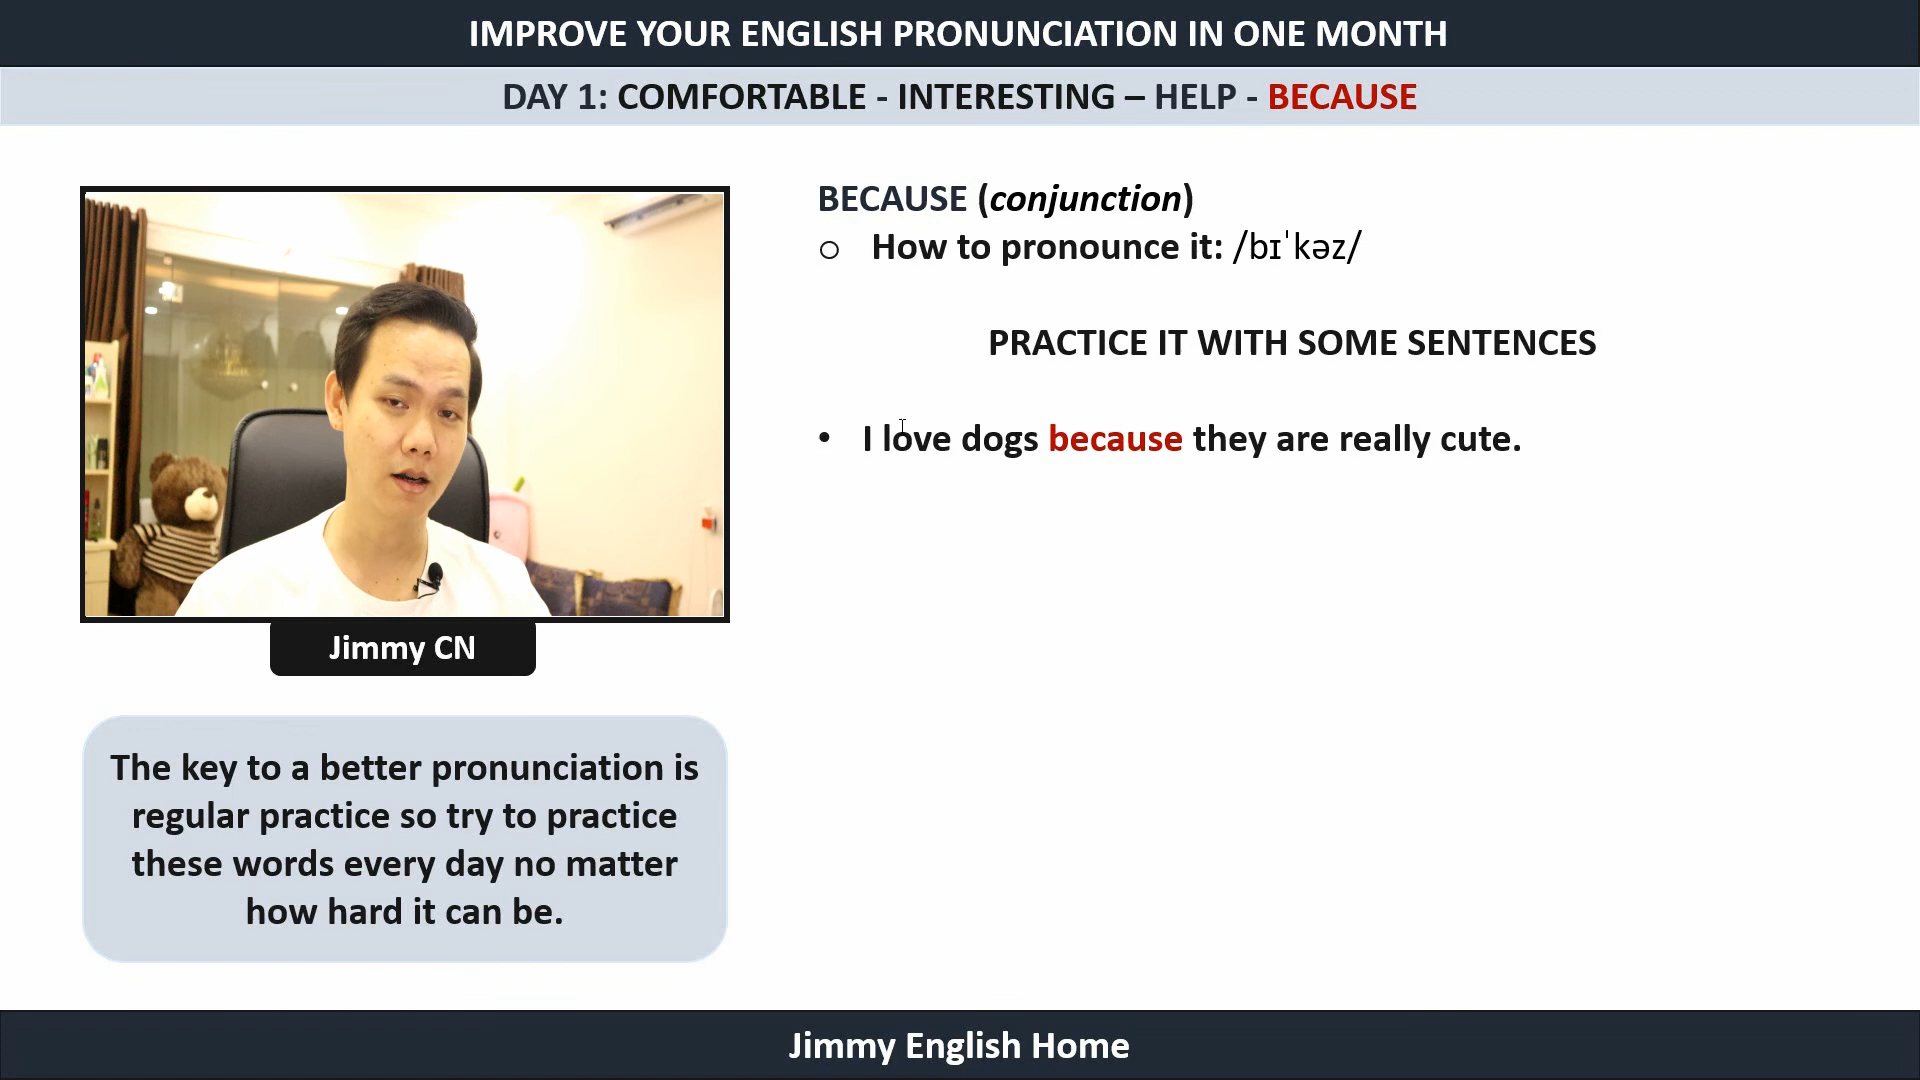 IMPROVE YOUR ENGLISH PRONUNCIATION IN ONE MONTH
DAY 1: COMFORTABLE - INTERESTING – HELP - BECAUSE
BECAUSE (conjunction)
o How to pronounce it: /bɪˈkəz/
PRACTICE IT WITH SOME SENTENCES
• I love dogs because they are really cute.
Jimmy CN
The key to a better pronunciation is
regular practice so try to practice
these words every day no matter
how hard it can be.
Jimmy English Home